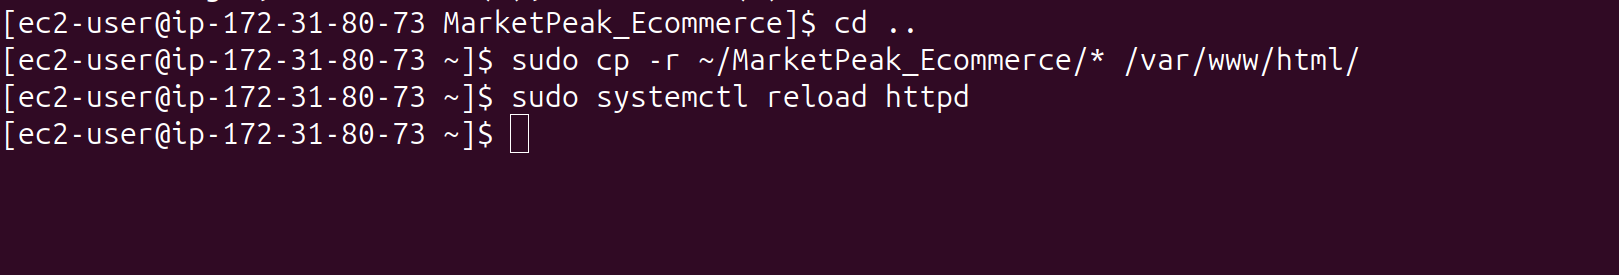 [ec2-user@ip-172-31-80-73 MarketPeak_Ecommerce]$ cd ..
[ec2-user@ip-172-31-80-73 ~]$ sudo cp -r ~/MarketPeak_Ecommerce/* /var/www/html/
[ec2-user@ip-172-31-80-73 ~]$ sudo systemctl reload httpd
[ec2-user@ip-172-31-80-73 ~]$